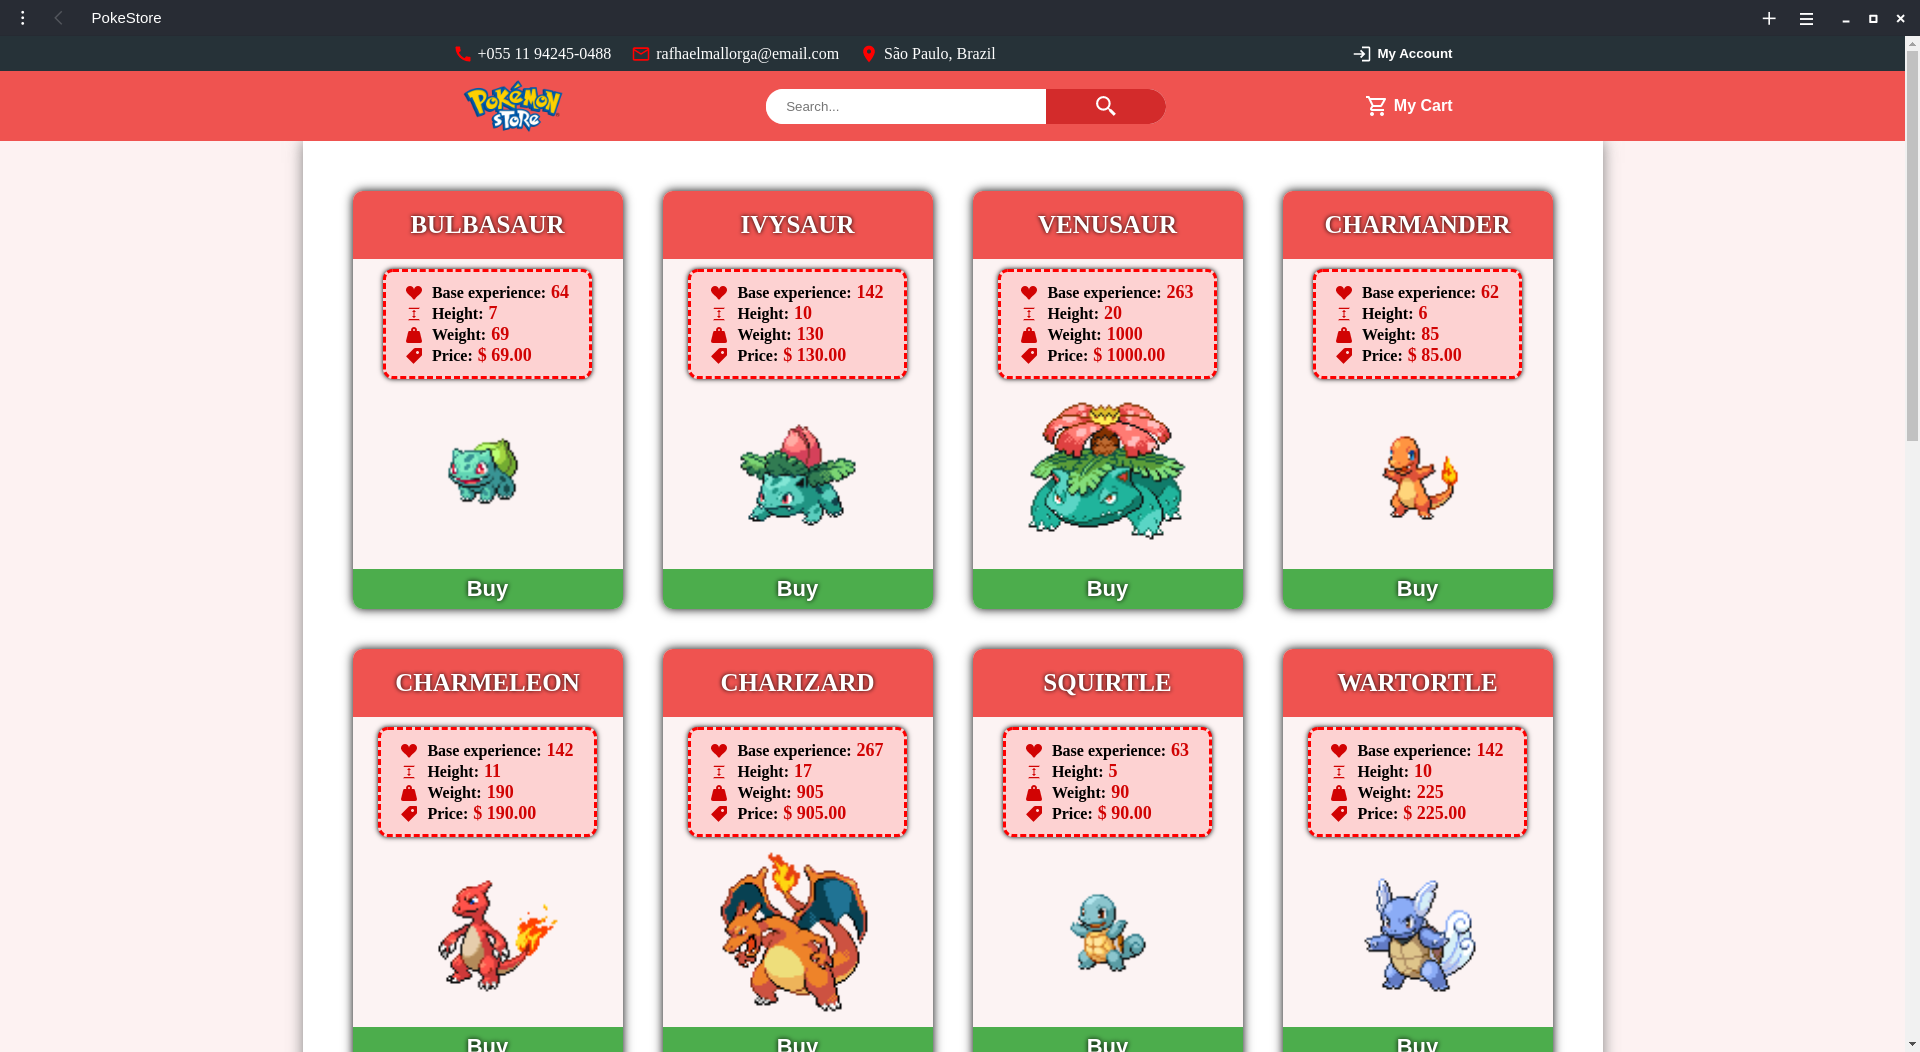 PokeStore
+055 11 94245-0488 rafhaelmallorga@email.com São Paulo, Brazil My Account
POKéMON
STORE
Search...
My Cart
BULBASAUR
Base experience: 64
Height: 7
Weight: 69
Price: $ 69.00
Buy
IVYSAUR
Base experience: 142
Height: 10
Weight: 130
Price: $ 130.00
Buy
VENUSAUR
Base experience: 263
Height: 20
Weight: 1000
Price: $ 1000.00
Buy
CHARMANDER
Base experience: 62
Height: 6
Weight: 85
Price: $ 85.00
Buy
CHARMELEON
Base experience: 142
Height: 11
Weight: 190
Price: $ 190.00
Buy
CHARIZARD
Base experience: 267
Height: 17
Weight: 905
Price: $ 905.00
Buy
SQUIRTLE
Base experience: 63
Height: 5
Weight: 90
Price: $ 90.00
Buy
WARTORTLE
Base experience: 142
Height: 10
Weight: 225
Price: $ 225.00
Buy